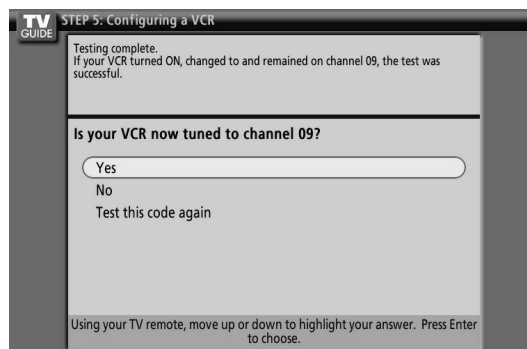 TV
GUIDE
STEP 5: Configuring a VCR
Testing complete.
If your VCR turned ON, changed to and remained on channel 09, the test was
successful.
Is your VCR now tuned to channel 09?
Yes
No
Test this code again
Using your TV remote, move up or down to highlight your answer. Press Enter
to choose.